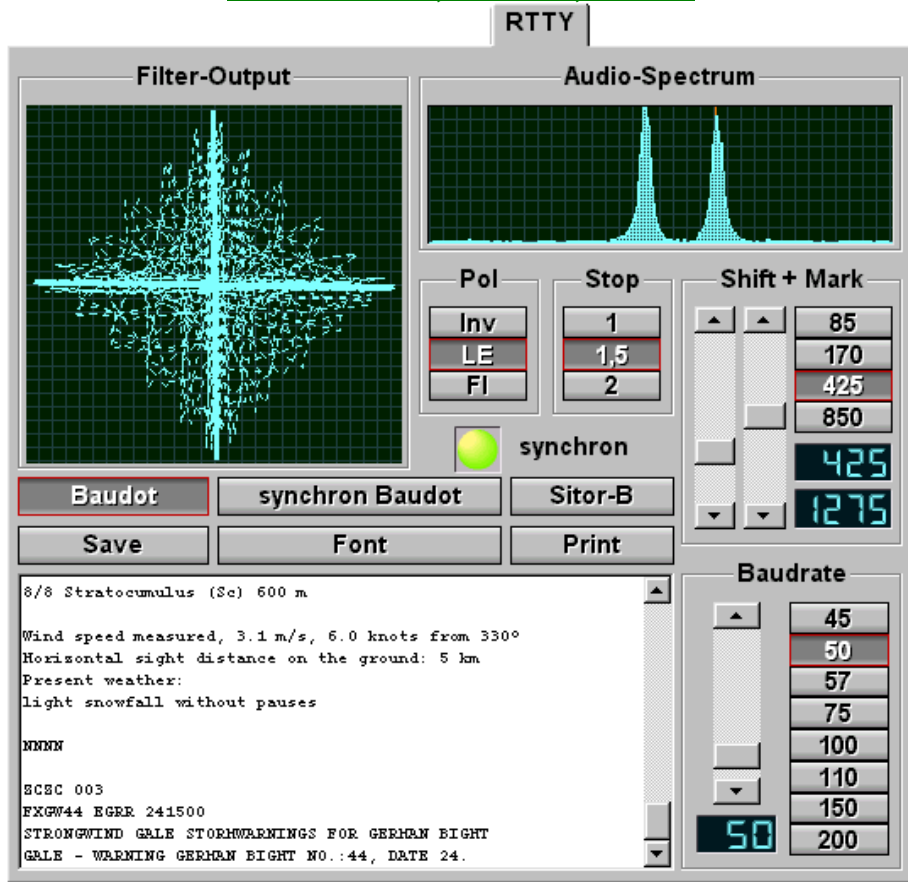 RTTY
Filter-Output
Audio-Spectrum
Pol
Inv
LE
FI
Stop
1
1,5
2
Shift + Mark
85
170
425
850
425
1275
synchron
Baudot
synchron Baudot
Sitor-B
Save
Font
Print
8/8 Stratocumulus (Sc) 600 m
Wind speed measured, 3.1 m/s, 6.0 knots from 330º
Horizontal sight distance on the ground: 5 km
Present weather:
light snowfall without pauses
NNNN
ZCZC 003
FXGW44 EGRR 241500
STRONGWIND GALE STORMWARNINGS FOR GERMAN BIGHT
GALE - WARNING GERMAN BIGHT NO.:44, DATE 24.
Baudrate
45
50
57
75
100
110
150
200
50